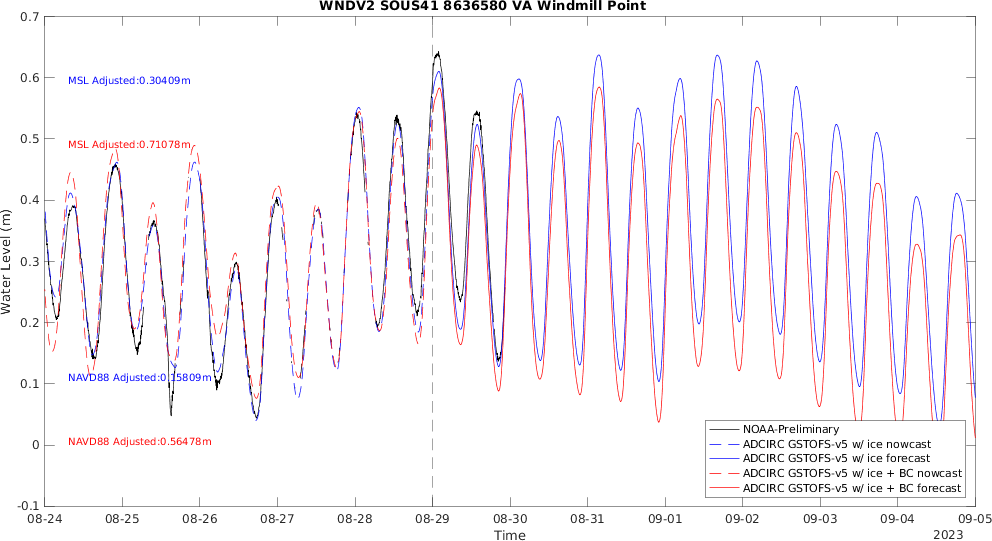 WNDV2 SOUS41 8636580 VA Windmill Point
0.7
0.6
0.5
0.4
0.3
0.2
0.1
0
-0.1
Water Level (m)
MSL Adjusted:0.30409m
MSL Adjusted:0.71078m
NAVD88 Adjusted:0.15809m
NAVD88 Adjusted:0.56478m
NOAA-Preliminary
ADCIRC GSTOFS-v5 w/ ice nowcast
ADCIRC GSTOFS-v5 w/ ice forecast
ADCIRC GSTOFS-v5 w/ ice + BC nowcast
ADCIRC GSTOFS-v5 w/ ice + BC forecast
08-24 08-25 08-26 08-27 08-28 08-29 08-30 08-31 09-01 09-02 09-03 09-04 09-05
Time
2023